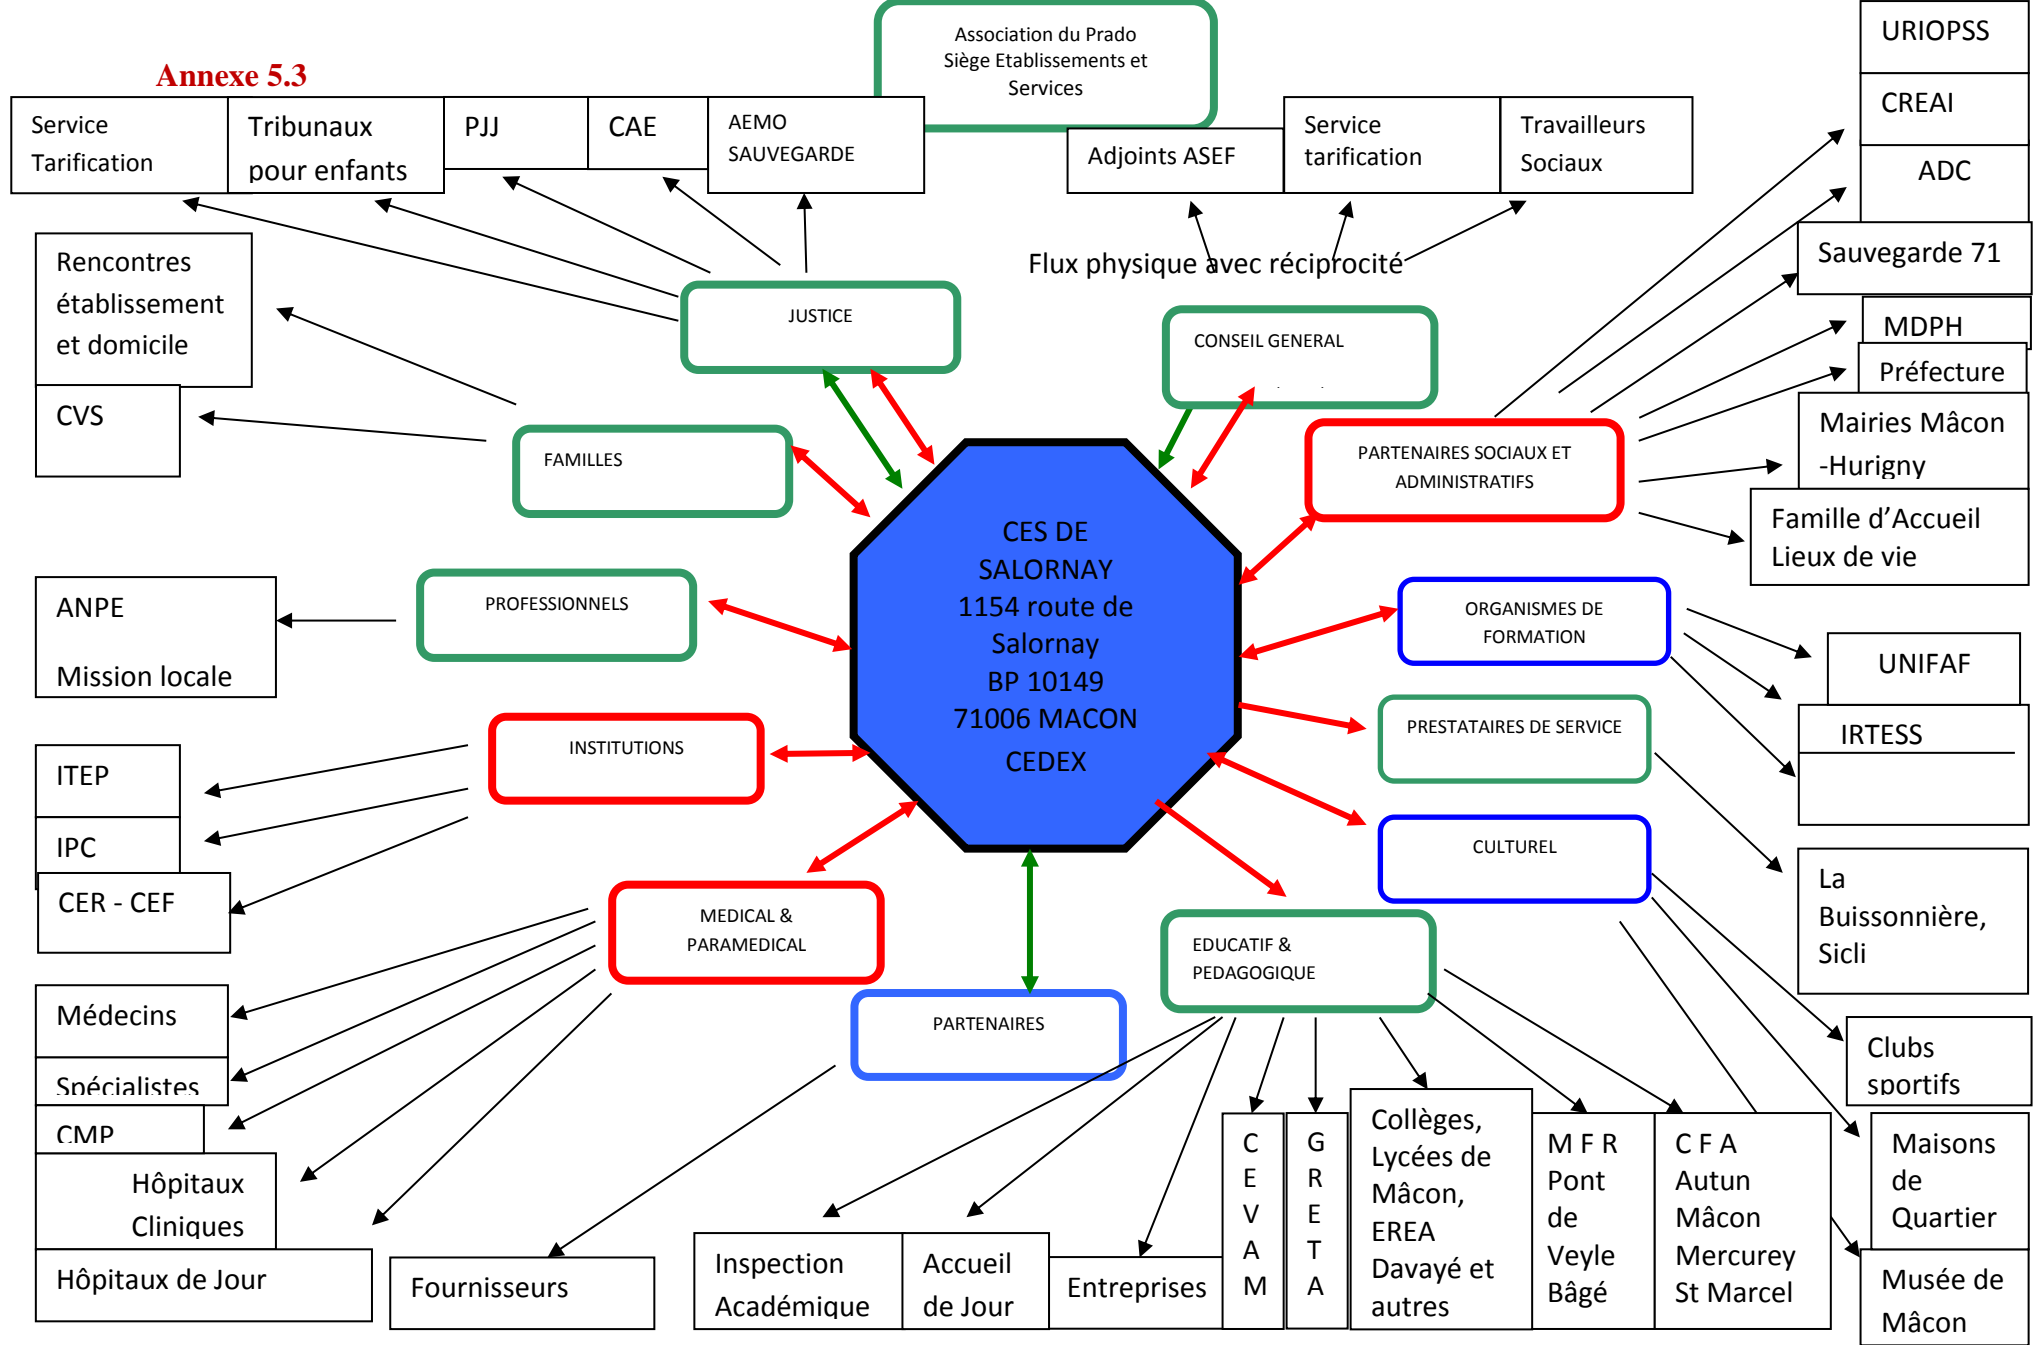 Association du Prado
Siège Etablissements et
Services
Annexe 5.3
URIOPSS
CREAI
ADC
Sauvegarde 71
MDPH
Préfecture
Mairies Mâcon
-Hurigny
Famille d’Accueil
Lieux de vie
Service
Tarification
Tribunaux
pour enfants
PJJ
CAE
AEMO
SAUVEGARDE
Adjoints ASEF
Service
tarification
Travailleurs
Sociaux
Flux physique avec réciprocité
Rencontres
établissement
et domicile
CVS
JUSTICE
CONSEIL GENERAL
FAMILLES
PARTENAIRES SOCIAUX ET
ADMINISTRATIFS
CES DE
SALORNAY
1154 route de
Salornay
BP 10149
71006 MACON
CEDEX
ANPE
Mission locale
PROFESSIONNELS
ORGANISMES DE
FORMATION
UNIFAF
IRTESS
INSTITUTIONS
PRESTATAIRES DE SERVICE
ITEP
IPC
CER - CEF
CULTUREL
La
Buissonnière,
Sicli
MEDICAL &
PARAMEDICAL
EDUCATIF &
PEDAGOGIQUE
PARTENAIRES
Médecins
Spécialistes
CMP
Hôpitaux
Cliniques
Hôpitaux de Jour
Fournisseurs
Inspection
Académique
Accueil
de Jour
Entreprises
C
E
V
A
M
G
R
E
T
A
Collèges,
Lycées de
Mâcon,
EREA
Davayé et
autres
M F R
Pont
de
Veyle
Bâgé
C F A
Autun
Mâcon
Mercurey
St Marcel
Clubs
sportifs
Maisons
de
Quartier
Musée de
Mâcon